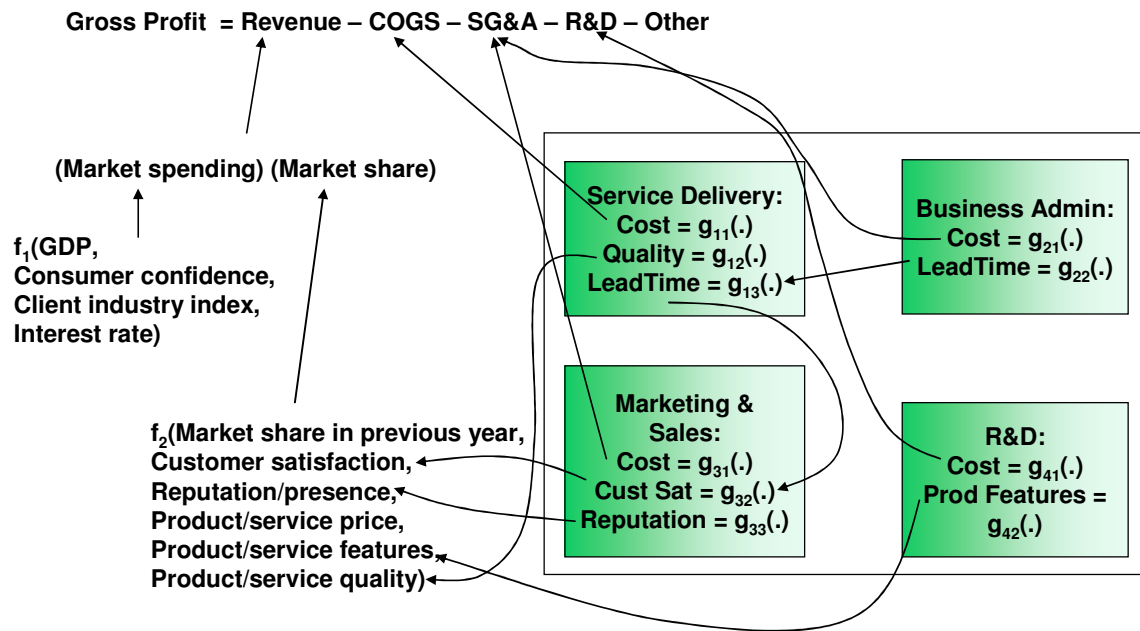 Gross Profit = Revenue – COGS – SG&A – R&D – Other
(Market spending) (Market share)
f₁(GDP,
Consumer confidence,
Client industry index,
Interest rate)
f₂(Market share in previous year,
Customer satisfaction,
Reputation/presence,
Product/service price,
Product/service features,
Product/service quality)
Service Delivery:
Cost = g₁₁(.)
Quality = g₁₂(.)
LeadTime = g₁₃(.)
Business Admin:
Cost = g₂₁(.)
LeadTime = g₂₂(.)
Marketing &
Sales:
Cost = g₃₁(.)
Cust Sat = g₃₂(.)
Reputation = g₃₃(.)
R&D:
Cost = g₄₁(.)
Prod Features =
g₄₂(.)